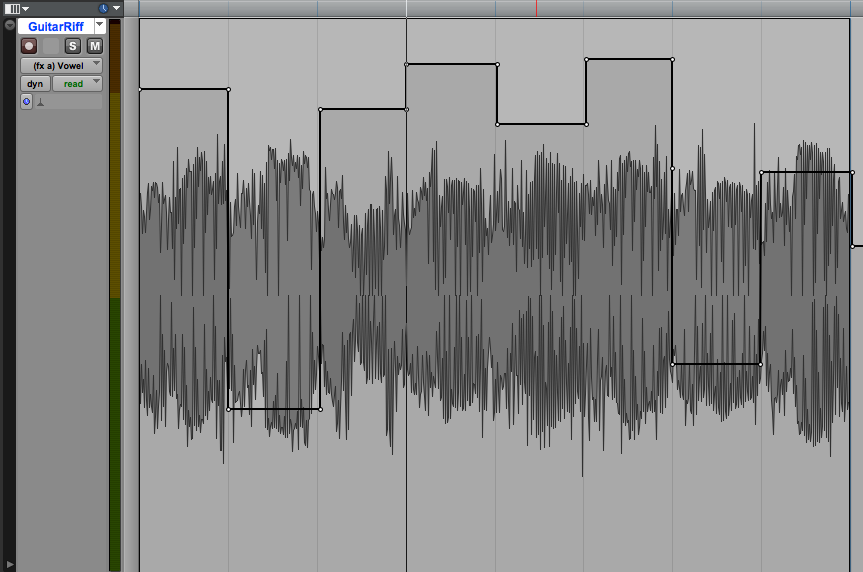 GuitarRiff
S M
(fx a) Vowel
dyn read